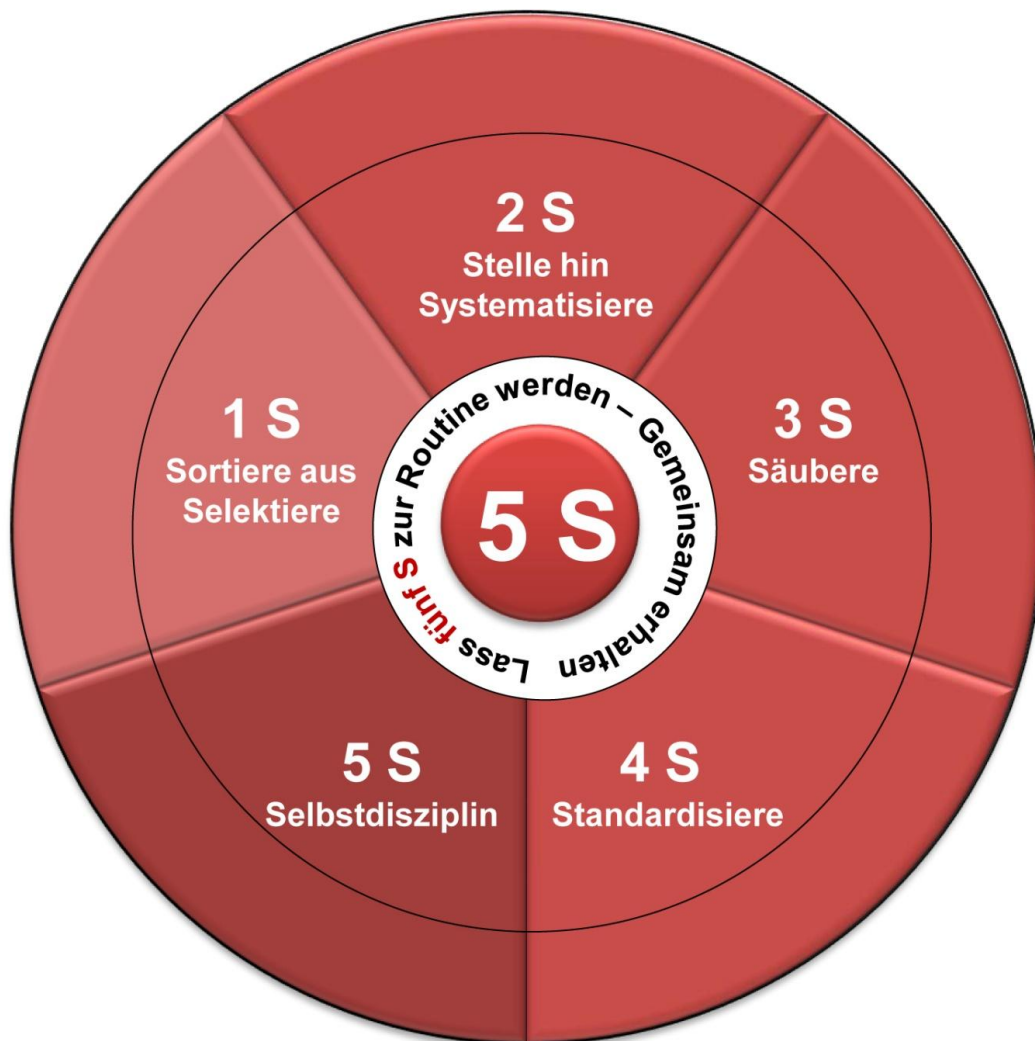 1 S
Sortiere aus
Selektiere
2 S
Stelle hin
Systematisiere
3 S
Säubere
4 S
Standardisiere
5 S
Selbstdisziplin
Lass fünf S zur Routine werden – Gemeinsam erhalten
5 S